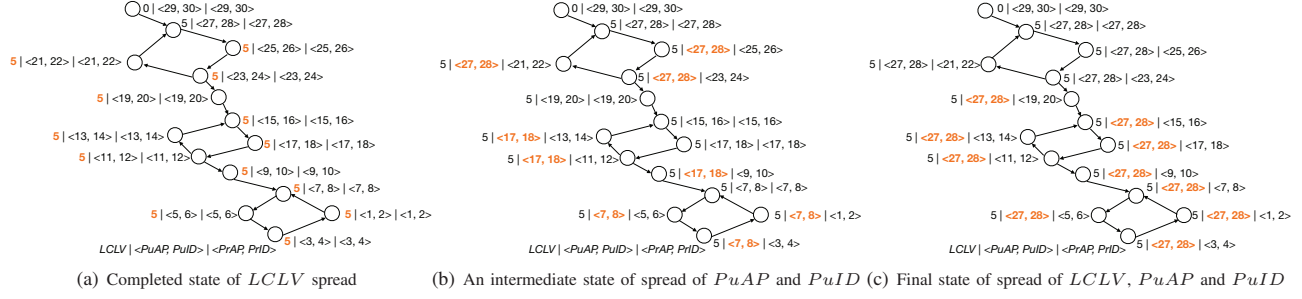 0 | <29, 30> | <29, 30>
5 | <27, 28> | <27, 28>
5 | <25, 26> | <25, 26>
5 | <21, 22> | <21, 22>
5 | <23, 24> | <23, 24>
5 | <19, 20> | <19, 20>
5 | <15, 16> | <15, 16>
5 | <13, 14> | <13, 14>
5 | <17, 18> | <17, 18>
5 | <11, 12> | <11, 12>
5 | <9, 10> | <9, 10>
5 | <7, 8> | <7, 8>
5 | <5, 6> | <5, 6>
5 | <1, 2> | <1, 2>
5 | <3, 4> | <3, 4>
LCLV | <PuAP, PuID> | <PrAP, PrID>
(a) Completed state of LCLV spread
0 | <29, 30> | <29, 30>
5 | <27, 28> | <27, 28>
5 | <27, 28> | <25, 26>
5 | <27, 28> | <21, 22>
5 | <27, 28> | <23, 24>
5 | <19, 20> | <19, 20>
5 | <15, 16> | <15, 16>
5 | <17, 18> | <13, 14>
5 | <17, 18> | <17, 18>
5 | <17, 18> | <11, 12>
5 | <17, 18> | <9, 10>
5 | <7, 8> | <7, 8>
5 | <7, 8> | <5, 6>
5 | <7, 8> | <1, 2>
5 | <7, 8> | <3, 4>
LCLV | <PuAP, PuID> | <PrAP, PrID>
(b) An intermediate state of spread of PuAP and PuID
0 | <29, 30> | <29, 30>
5 | <27, 28> | <27, 28>
5 | <27, 28> | <25, 26>
5 | <27, 28> | <21, 22>
5 | <27, 28> | <23, 24>
5 | <27, 28> | <19, 20>
5 | <27, 28> | <15, 16>
5 | <27, 28> | <13, 14>
5 | <27, 28> | <17, 18>
5 | <27, 28> | <11, 12>
5 | <27, 28> | <9, 10>
5 | <27, 28> | <7, 8>
5 | <27, 28> | <5, 6>
5 | <27, 28> | <1, 2>
5 | <27, 28> | <3, 4>
LCLV | <PuAP, PuID> | <PrAP, PrID>
(c) Final state of spread of LCLV, PuAP and PuID